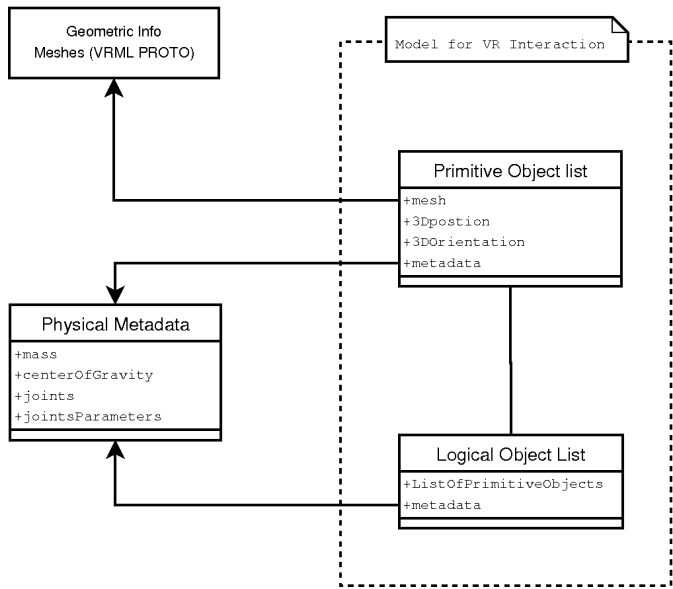 Geometric Info
Meshes (VRML PROTO)
Model for VR Interaction
Primitive Object list
+mesh
+3Dpostion
+3DOrientation
+metadata
Physical Metadata
+mass
+centerOfGravity
+joints
+jointsParameters
Logical Object List
+ListOfPrimitiveObjects
+metadata